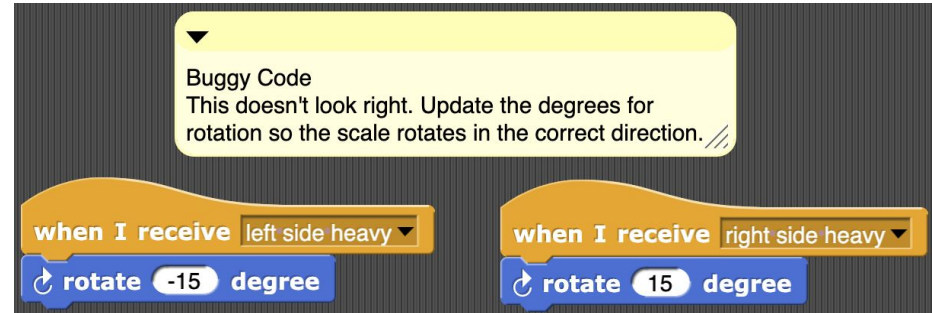 Buggy Code
This doesn't look right. Update the degrees for
rotation so the scale rotates in the correct direction.
when I receive left side heavy
rotate -15 degree
when I receive right side heavy
rotate 15 degree